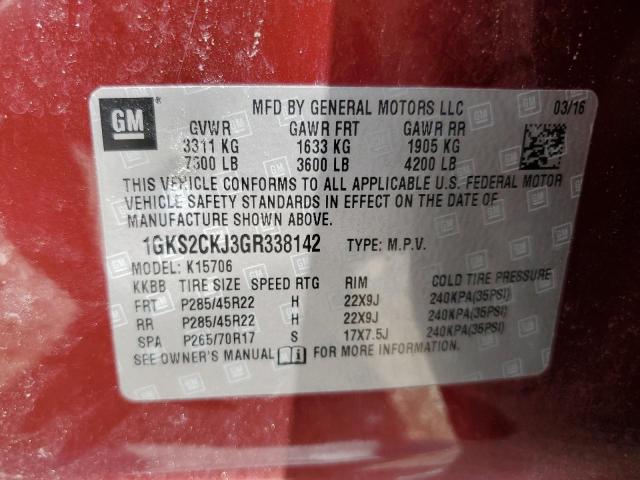 GM ®
MFD BY GENERAL MOTORS LLC 03/16
GVWR GAWR FRT GAWR RR
3311 KG 1633 KG 1905 KG
7300 LB 3600 LB 4200 LB
THIS VEHICLE CONFORMS TO ALL APPLICABLE U.S. FEDERAL MOTOR
VEHICLE SAFETY STANDARDS IN EFFECT ON THE DATE OF
MANUFACTURE SHOWN ABOVE.
1GKS2CKJ3GR338142 TYPE: M.P.V.
MODEL: K15706
KKBB TIRE SIZE SPEED RTG RIM COLD TIRE PRESSURE
FRT P285/45R22 H 22X9J 240KPA(35PSI)
RR P285/45R22 H 22X9J 240KPA(35PSI)
SPA P265/70R17 S 17X7.5J 240KPA(35PSI)
SEE OWNER'S MANUAL FOR MORE INFORMATION.